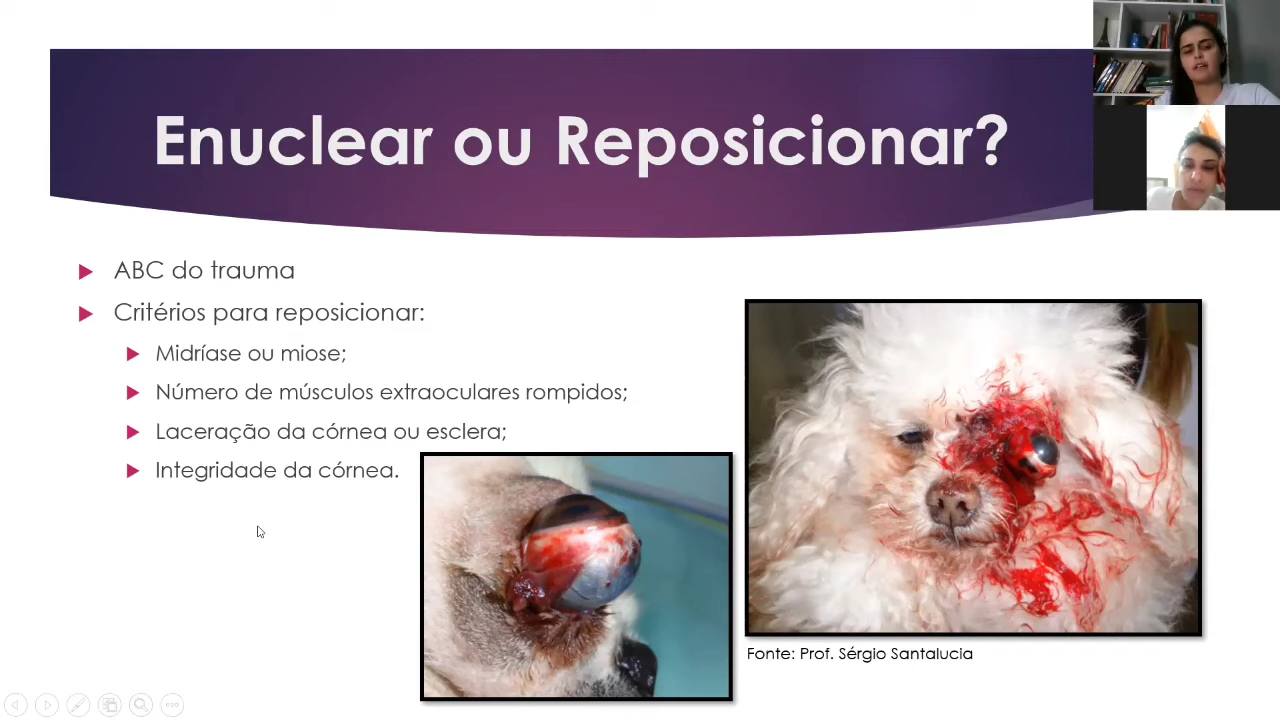 Enuclear ou Reposicionar?
ABC do trauma
Critérios para reposicionar:
Midríase ou miose;
Número de músculos extraoculares rompidos;
Laceração da córnea ou esclera;
Integridade da córnea.
Fonte: Prof. Sérgio Santalucia